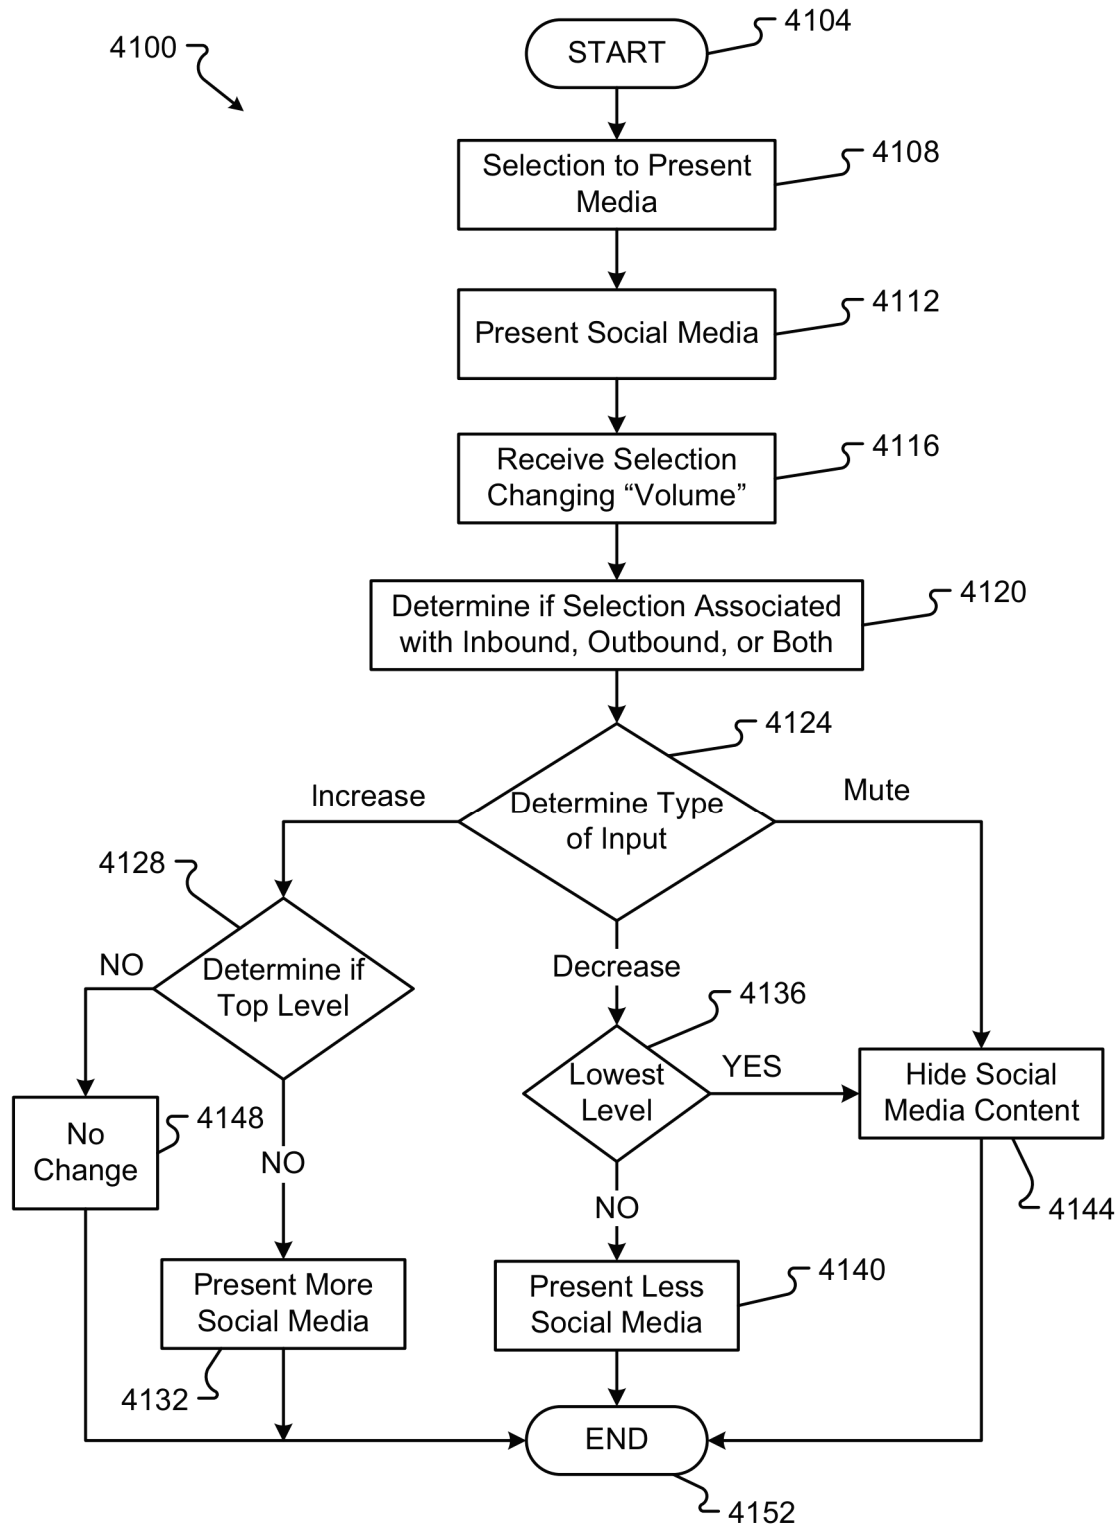 4104
4100
START
4108
Selection to Present
Media
4112
Present Social Media
4116
Receive Selection
Changing “Volume”
4120
Determine if Selection Associated
with Inbound, Outbound, or Both
4124
Increase
Mute
Determine Type
of Input
4128
NO
Determine if
Top Level
Decrease
4136
YES
Lowest
Level
Hide Social
Media Content
4148
No
Change
NO
NO
4144
4140
Present More
Social Media
Present Less
Social Media
4132
END
4152